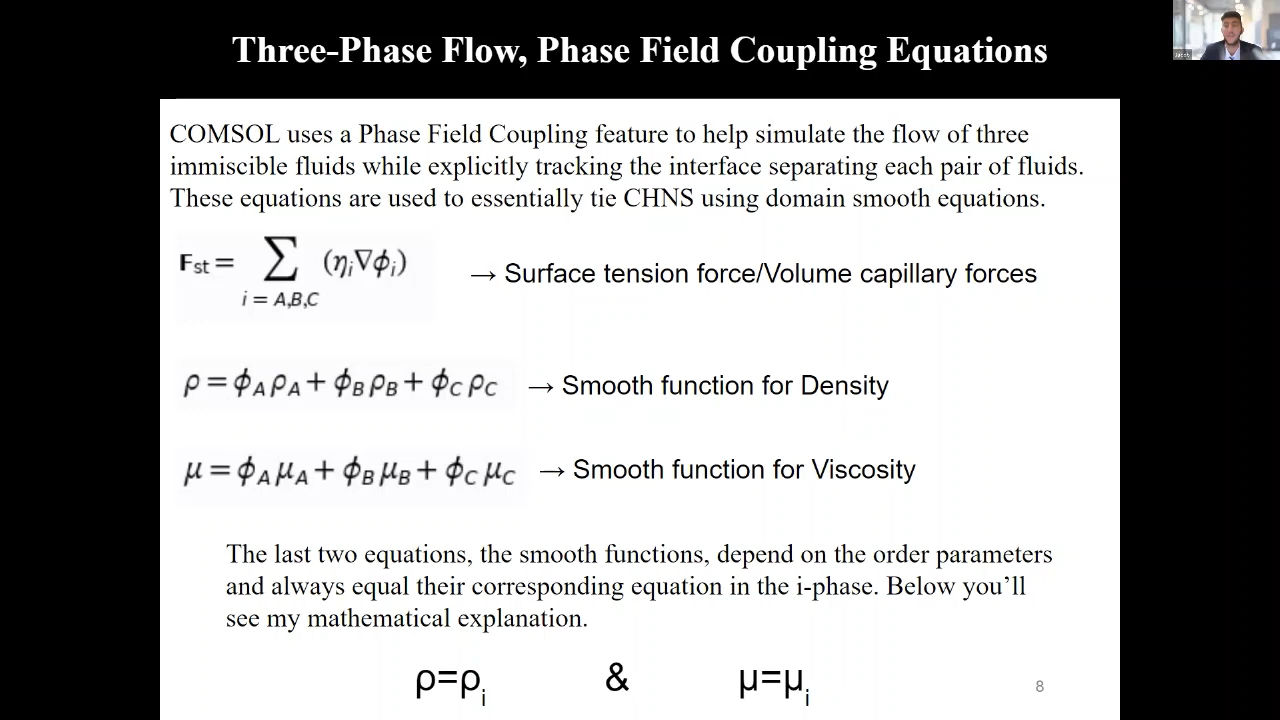 Three-Phase Flow, Phase Field Coupling Equations
COMSOL uses a Phase Field Coupling feature to help simulate the flow of three
immiscible fluids while explicitly tracking the interface separating each pair of fluids.
These equations are used to essentially tie CHNS using domain smooth equations.
F_st = ∑_{i = A,B,C} (η_i∇ϕ_i) → Surface tension force/Volume capillary forces
ρ = ϕ_A ρ_A + ϕ_B ρ_B + ϕ_C ρ_C → Smooth function for Density
μ = ϕ_A μ_A + ϕ_B μ_B + ϕ_C μ_C → Smooth function for Viscosity
The last two equations, the smooth functions, depend on the order parameters
and always equal their corresponding equation in the i-phase. Below you’ll
see my mathematical explanation.
ρ=ρ_i & μ=μ_i
8